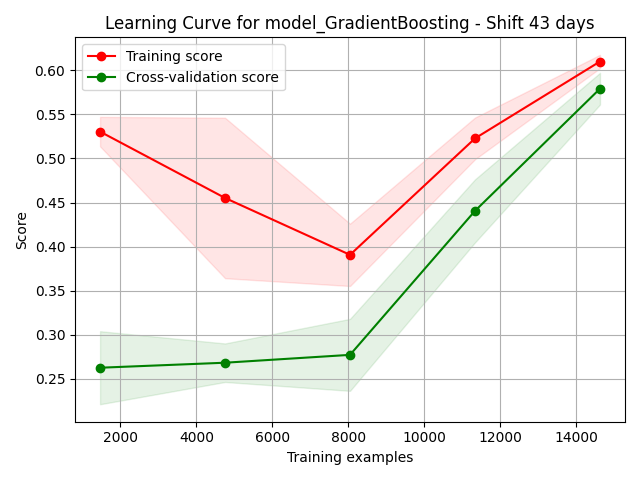 Learning Curve for model_GradientBoosting - Shift 43 days
Training score
Cross-validation score
Score
0.60
0.55
0.50
0.45
0.40
0.35
0.30
0.25
2000 4000 6000 8000 10000 12000 14000
Training examples